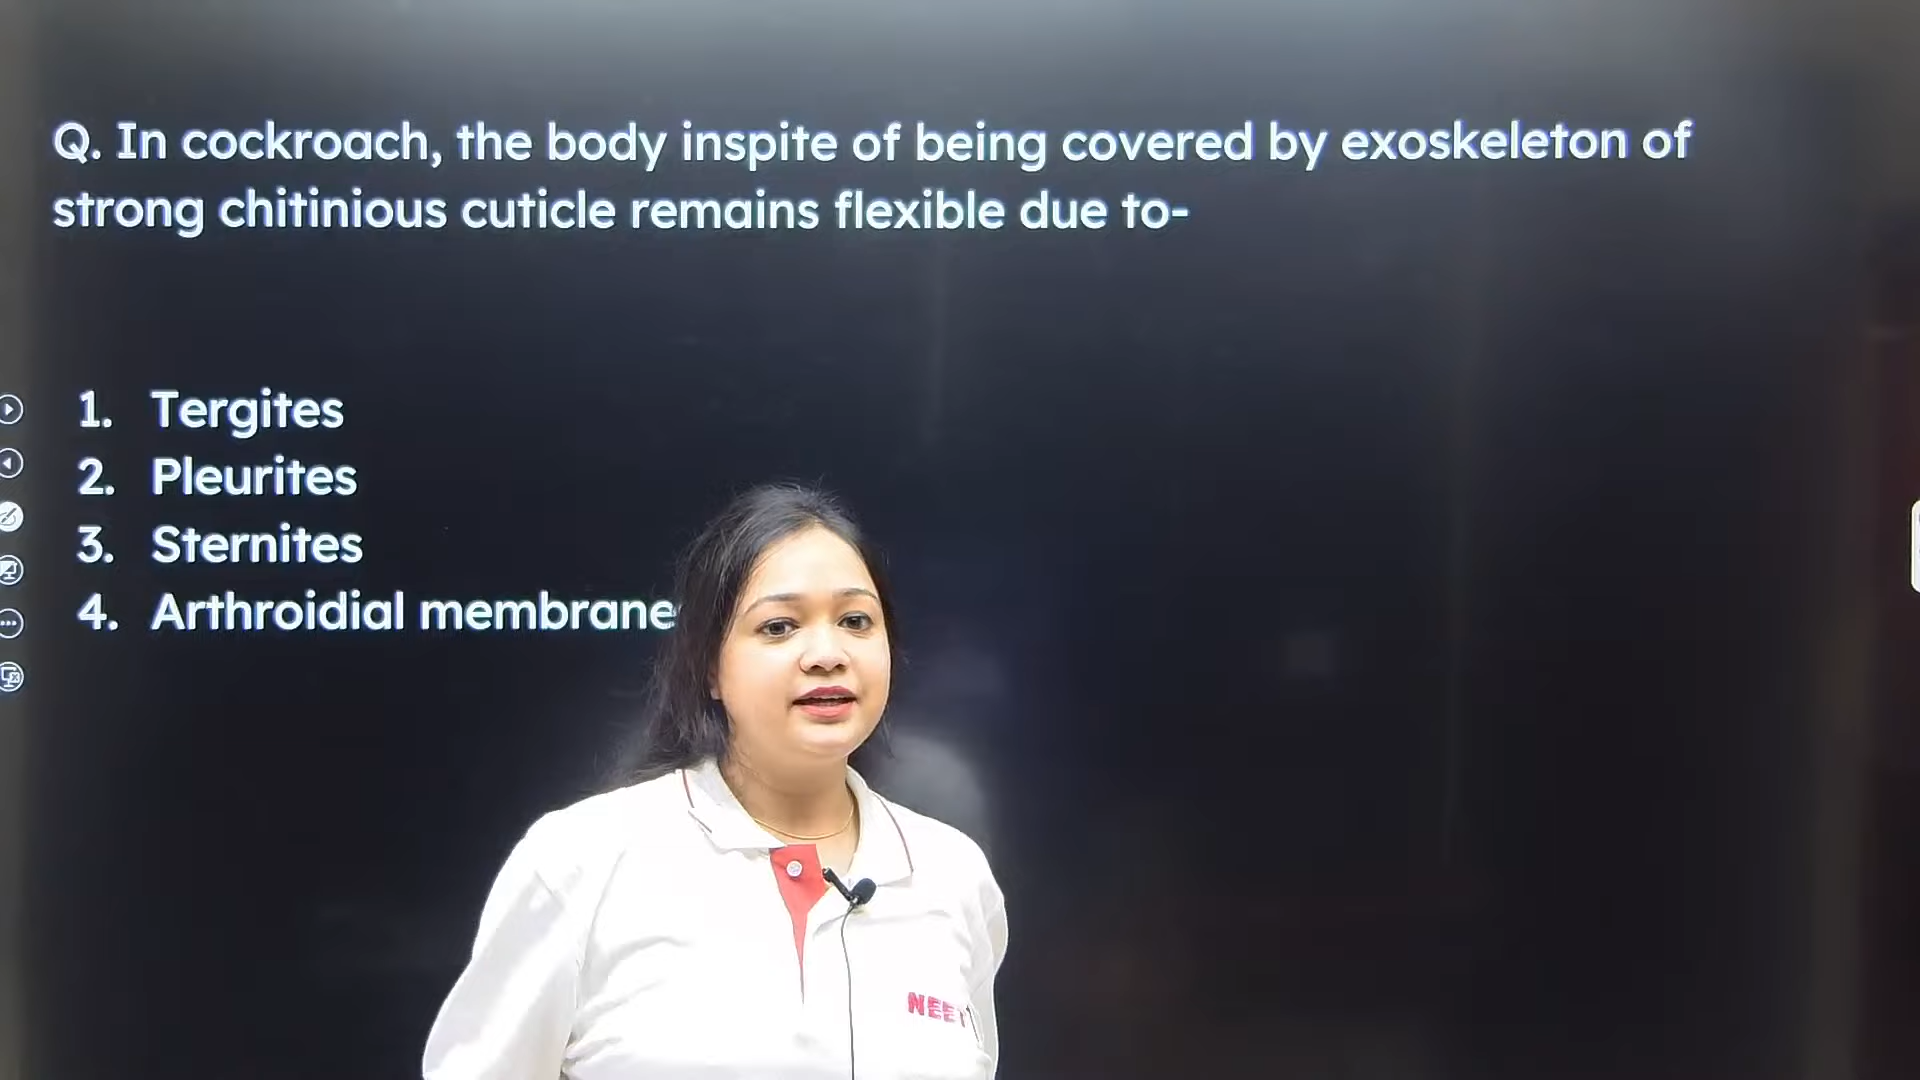 Q. In cockroach, the body inspite of being covered by exoskeleton of
strong chitinious cuticle remains flexible due to-
1. Tergites
2. Pleurites
3. Sternites
4. Arthroidial membrane
NEET